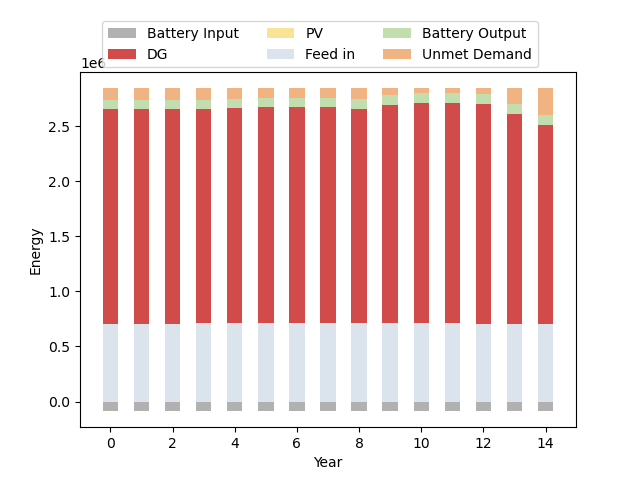 Battery Input PV Battery Output
DG Feed in Unmet Demand
1e6
2.5
2.0
1.5
1.0
0.5
0.0
Energy
0 2 4 6 8 10 12 14
Year